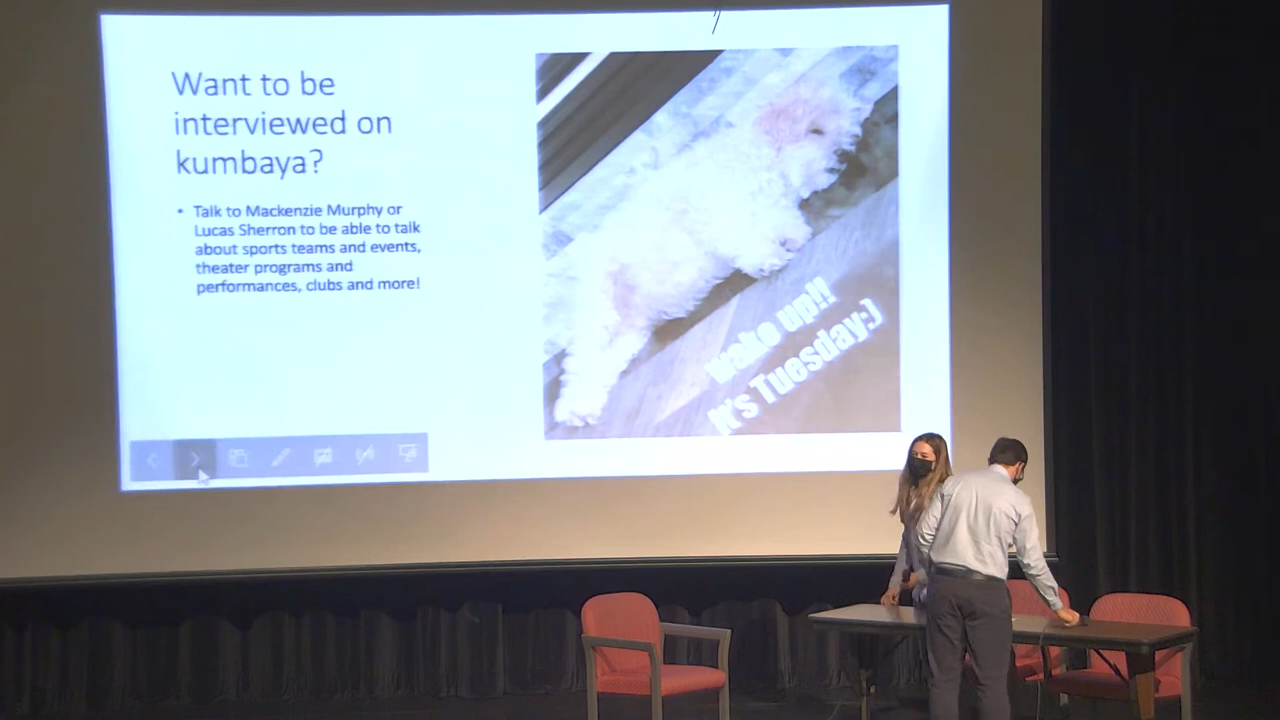 Want to be
interviewed on
kumbaya?
• Talk to Mackenzie Murphy or
Lucas Sherron to be able to talk
about sports teams and events,
theater programs and
performances, clubs and more!
wake up!!
it's Tuesday:)